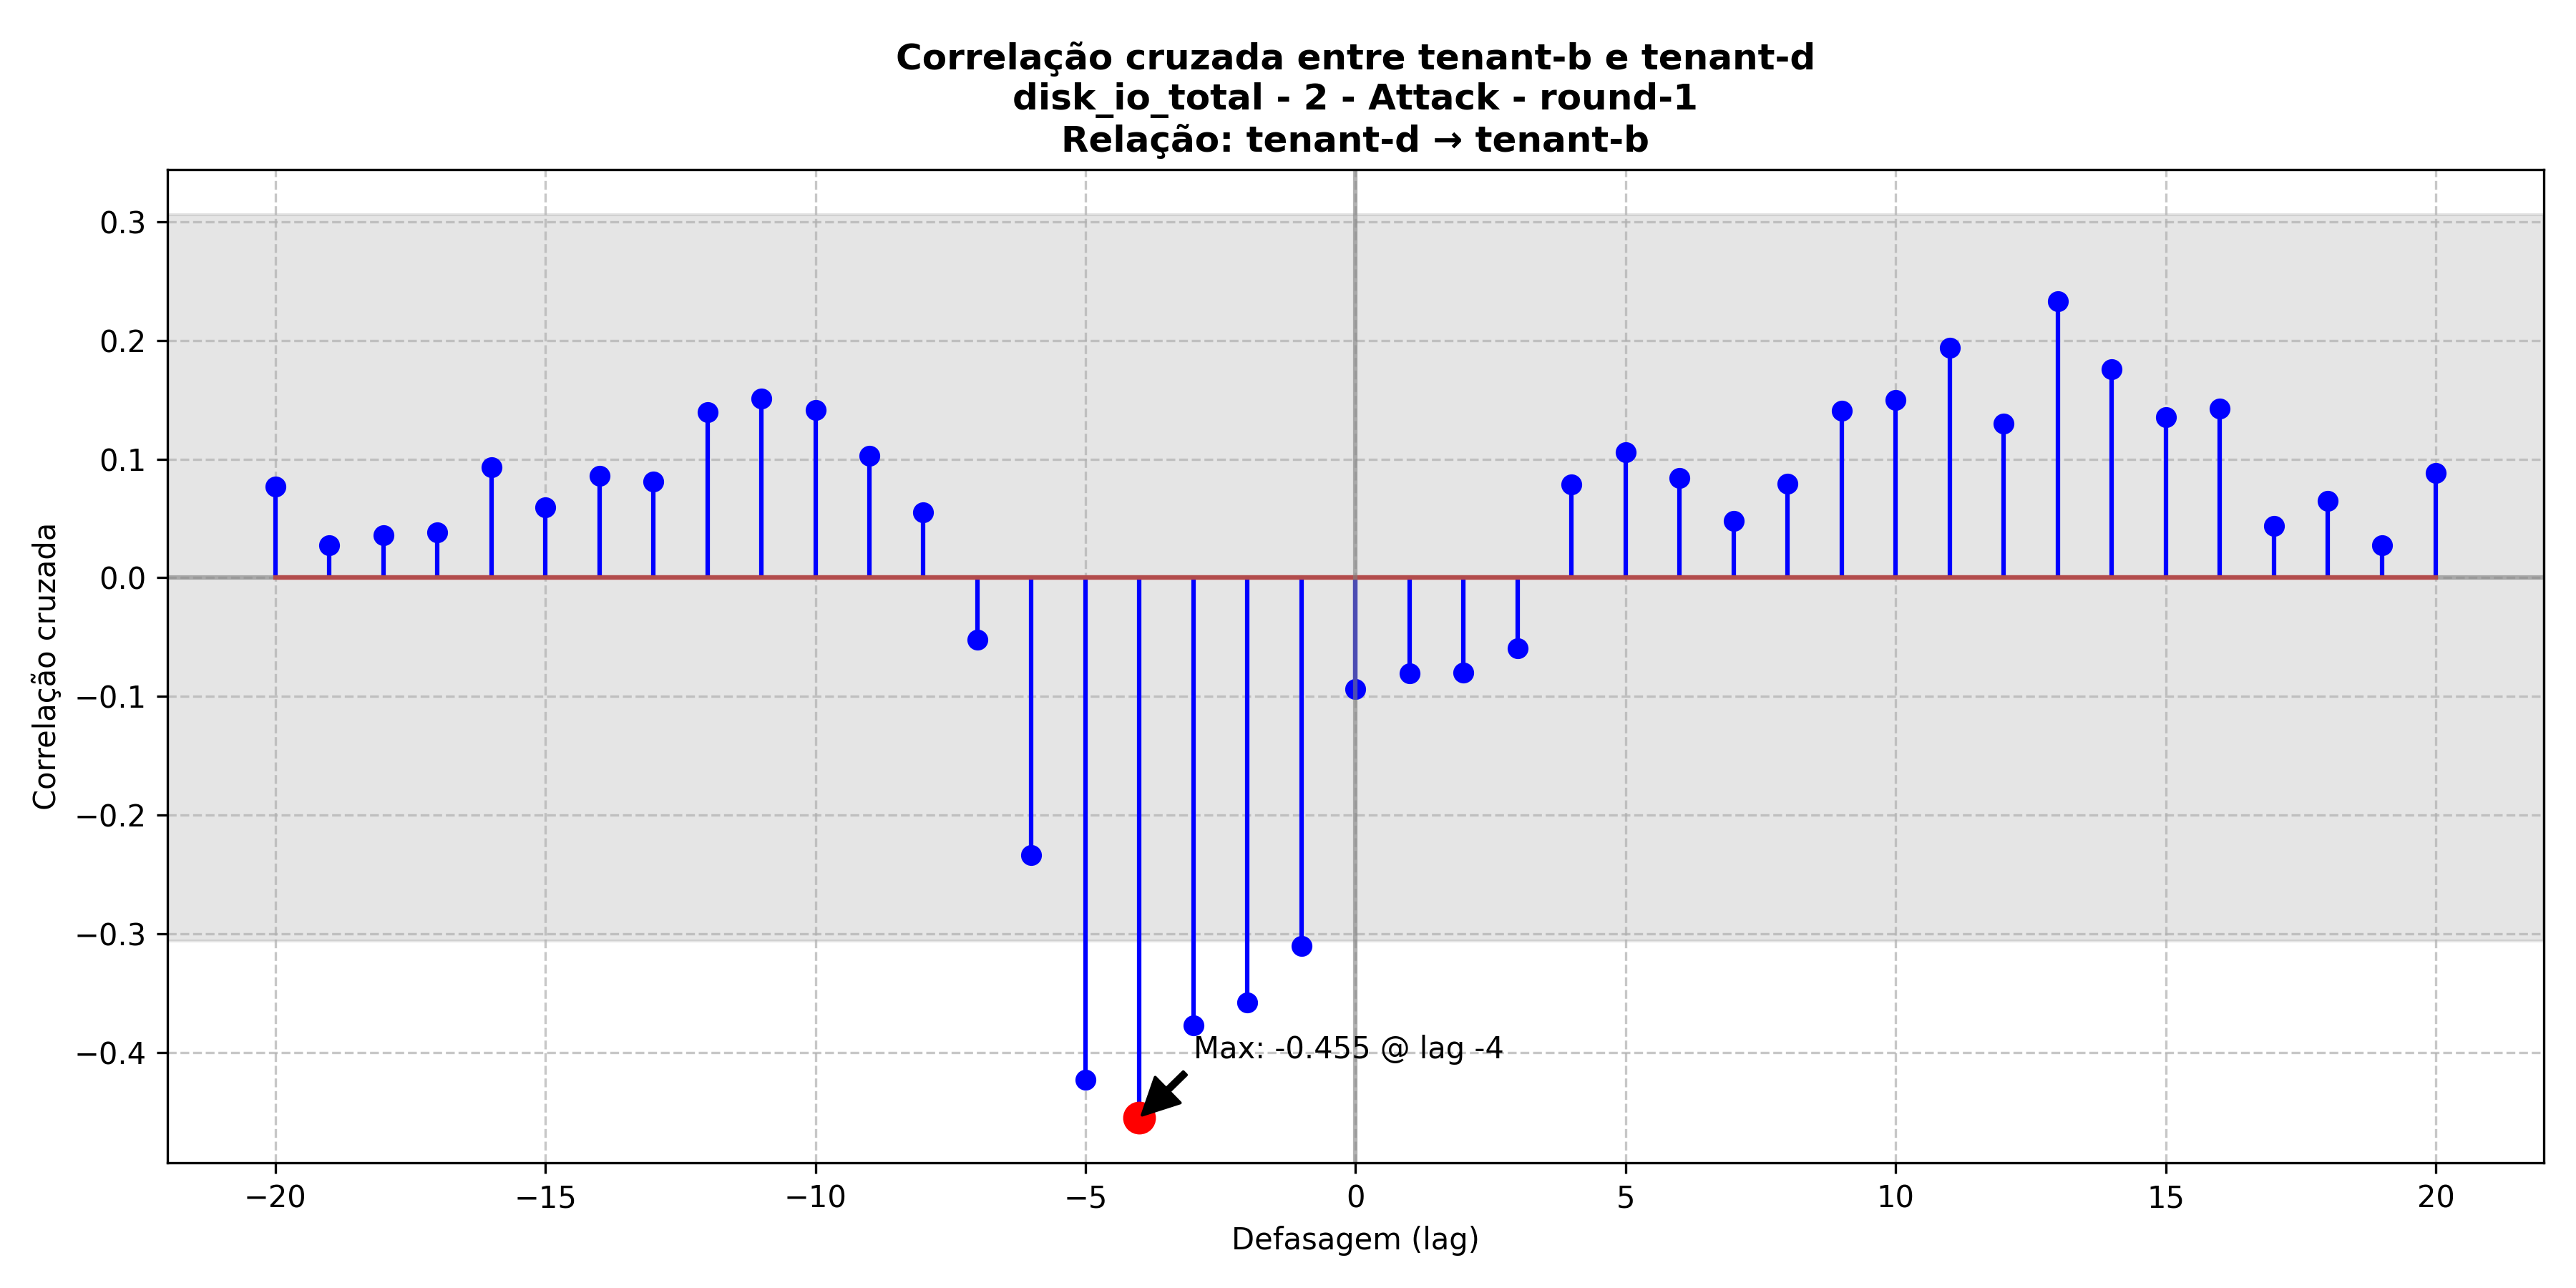 Correlação cruzada entre tenant-b e tenant-d
disk_io_total - 2 - Attack - round-1
Relação: tenant-d → tenant-b
Correlação cruzada
0.3
0.2
0.1
0.0
−0.1
−0.2
−0.3
−0.4
Max: -0.455 @ lag -4
−20
−15
−10
−5
0
5
10
15
20
Defasagem (lag)